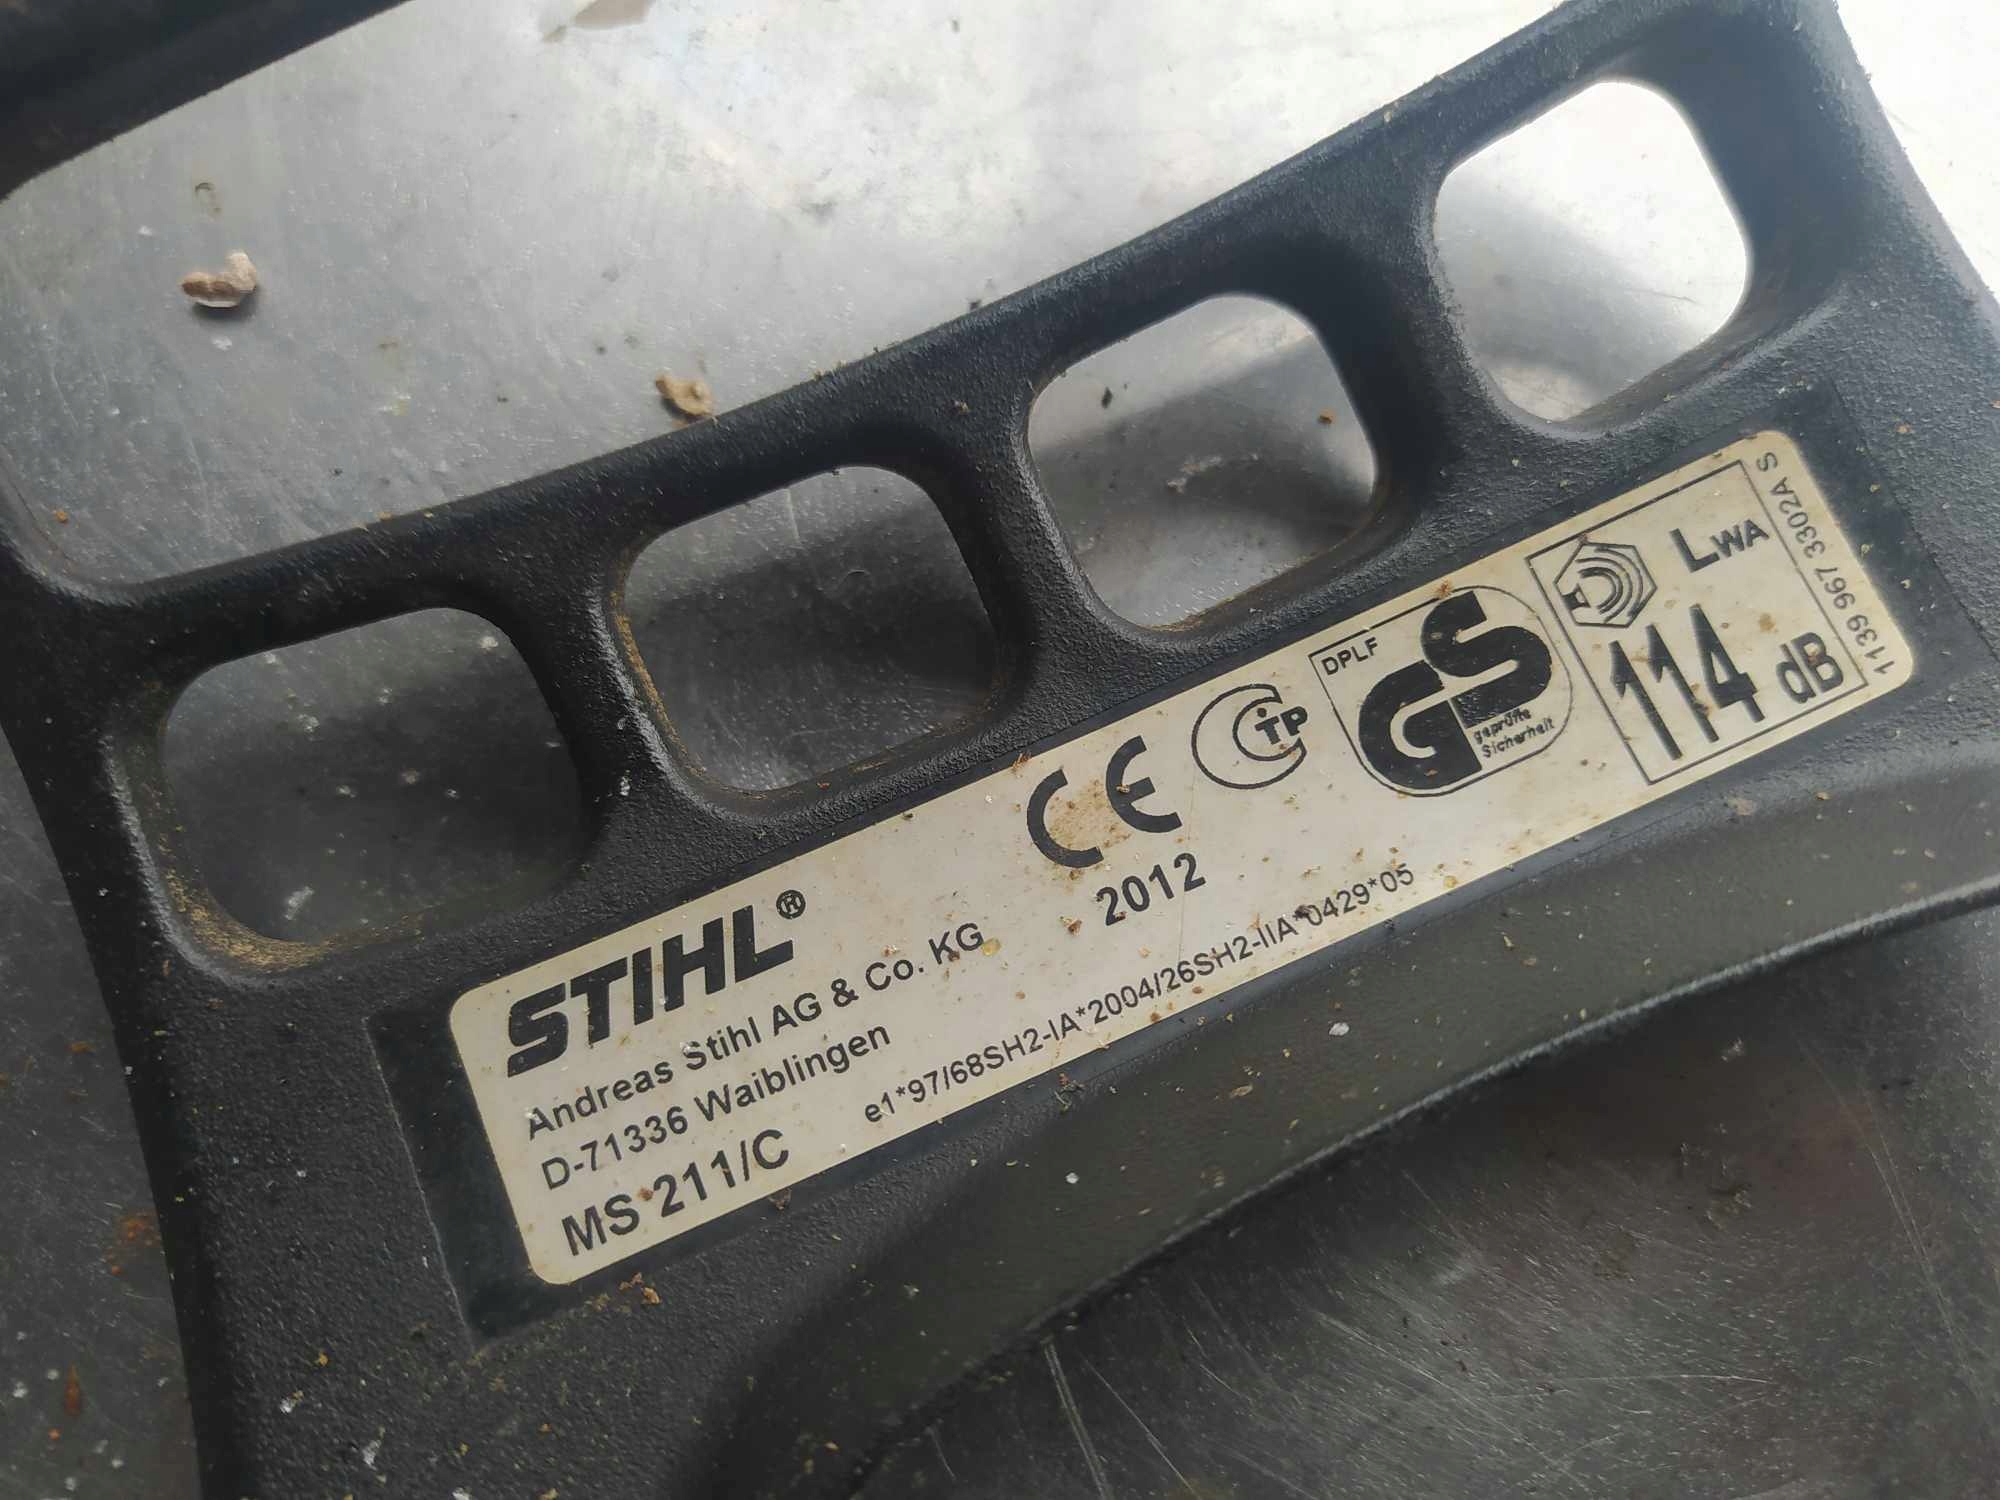 STIHL®
Andreas Stihl AG & Co. KG
D-71336 Waiblingen
MS 211/C
CE
2012
e1*97/68SH2-IA*2004/26SH2-IIA*0429*05
DPLF
GS
geprüfte
Sicherheit
LWA
114 dB
1139 967 3302A S